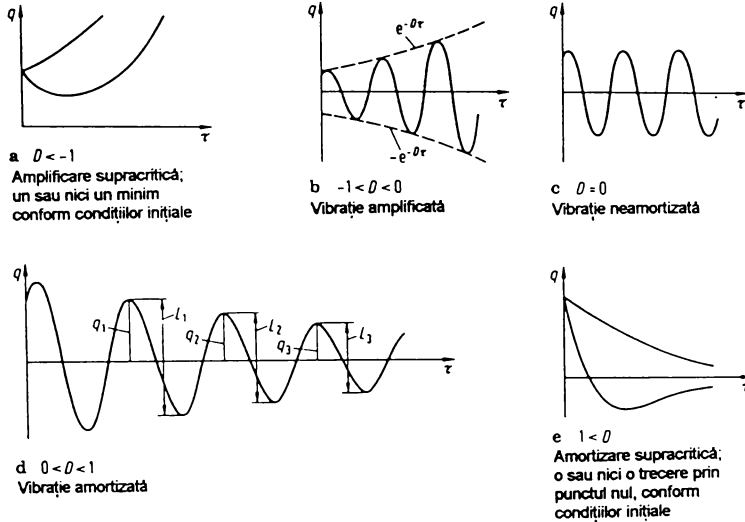 q
τ
a D < -1
Amplificare supracritică;
un sau nici un minim
conform condițiilor inițiale
q
e^-Dτ
τ
-e^-Dτ
b -1 < D < 0
Vibrație amplificată
q
τ
c D = 0
Vibrație neamortizată
q
q1
l1
q2
l2
q3
l3
τ
d 0 < D < 1
Vibrație amortizată
q
τ
e 1 < D
Amortizare supracritică;
o sau nici o trecere prin
punctul nul, conform
condițiilor inițiale